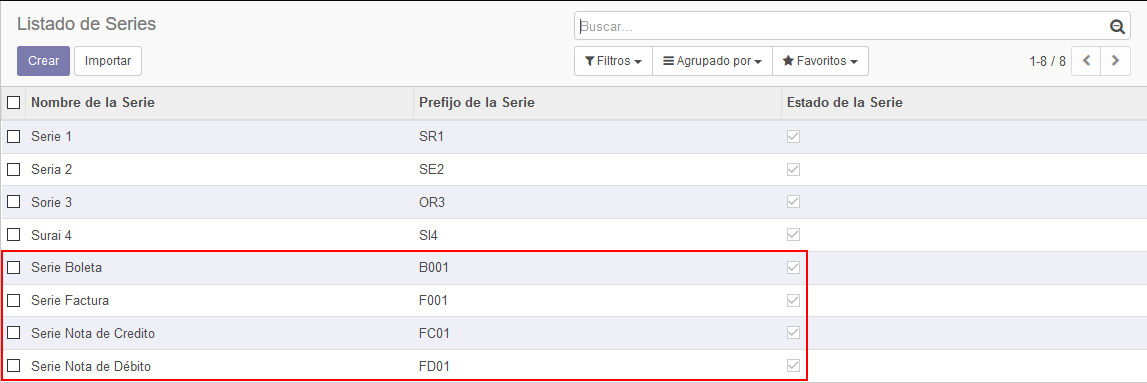 Listado de Series
Buscar...
Crear Importar
Filtros Agrupado por Favoritos 1-8 / 8
Nombre de la Serie Prefijo de la Serie Estado de la Serie
Serie 1 SR1
Seria 2 SE2
Sorie 3 OR3
Surai 4 SI4
Serie Boleta B001
Serie Factura F001
Serie Nota de Credito FC01
Serie Nota de Débito FD01